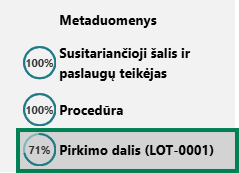 Metaduomenys
Susitariančioji šalis ir
100%
paslaugų teikėjas
100% Procedūra
71% Pirkimo dalis (LOT-0001)